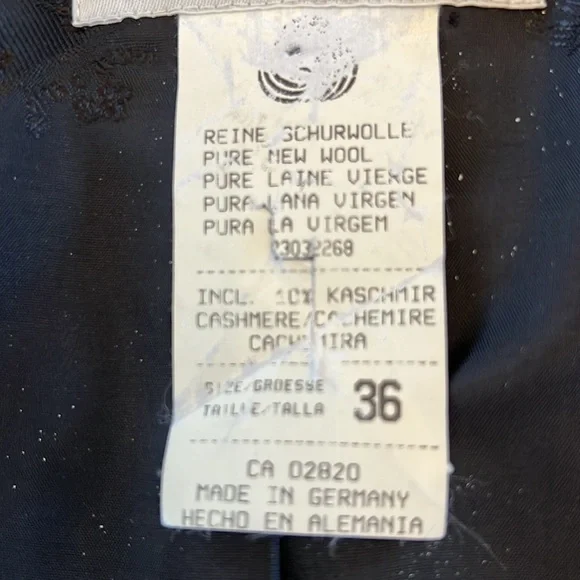 REINE SCHURWOLLE
PURE NEW WOOL
PURE LAINE VIERGE
PURA LANA VIRGEN
PURA LA VIRGEM
INCL. 10% KASCHMIR
CASHMERE/CACHEMIRE
CACHEMIRA
SIZE/GROESSE
TAILLE/TALLA
36
CA 02820
MADE IN GERMANY
HECHO EN ALEMANIA